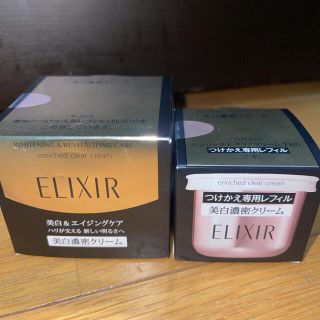 WHITENING & REVITALIZING CARE
enriched clear cream
ELIXIR
美白&エイジングケア
ハリが支える 新しい明るさへ
美白濃密クリーム
enriched clear cream
つけかえ専用レフィル
美白濃密クリーム
ELIXIR